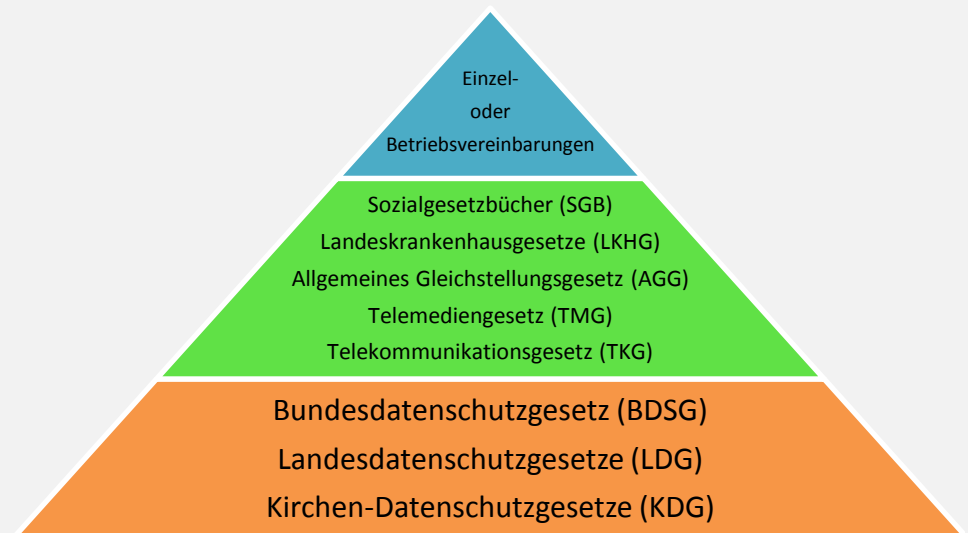 Einzel-
oder
Betriebsvereinbarungen
Sozialgesetzbücher (SGB)
Landeskrankenhausgesetze (LKHG)
Allgemeines Gleichstellungsgesetz (AGG)
Telemediengesetz (TMG)
Telekommunikationsgesetz (TKG)
Bundesdatenschutzgesetz (BDSG)
Landesdatenschutzgesetze (LDG)
Kirchen-Datenschutzgesetze (KDG)